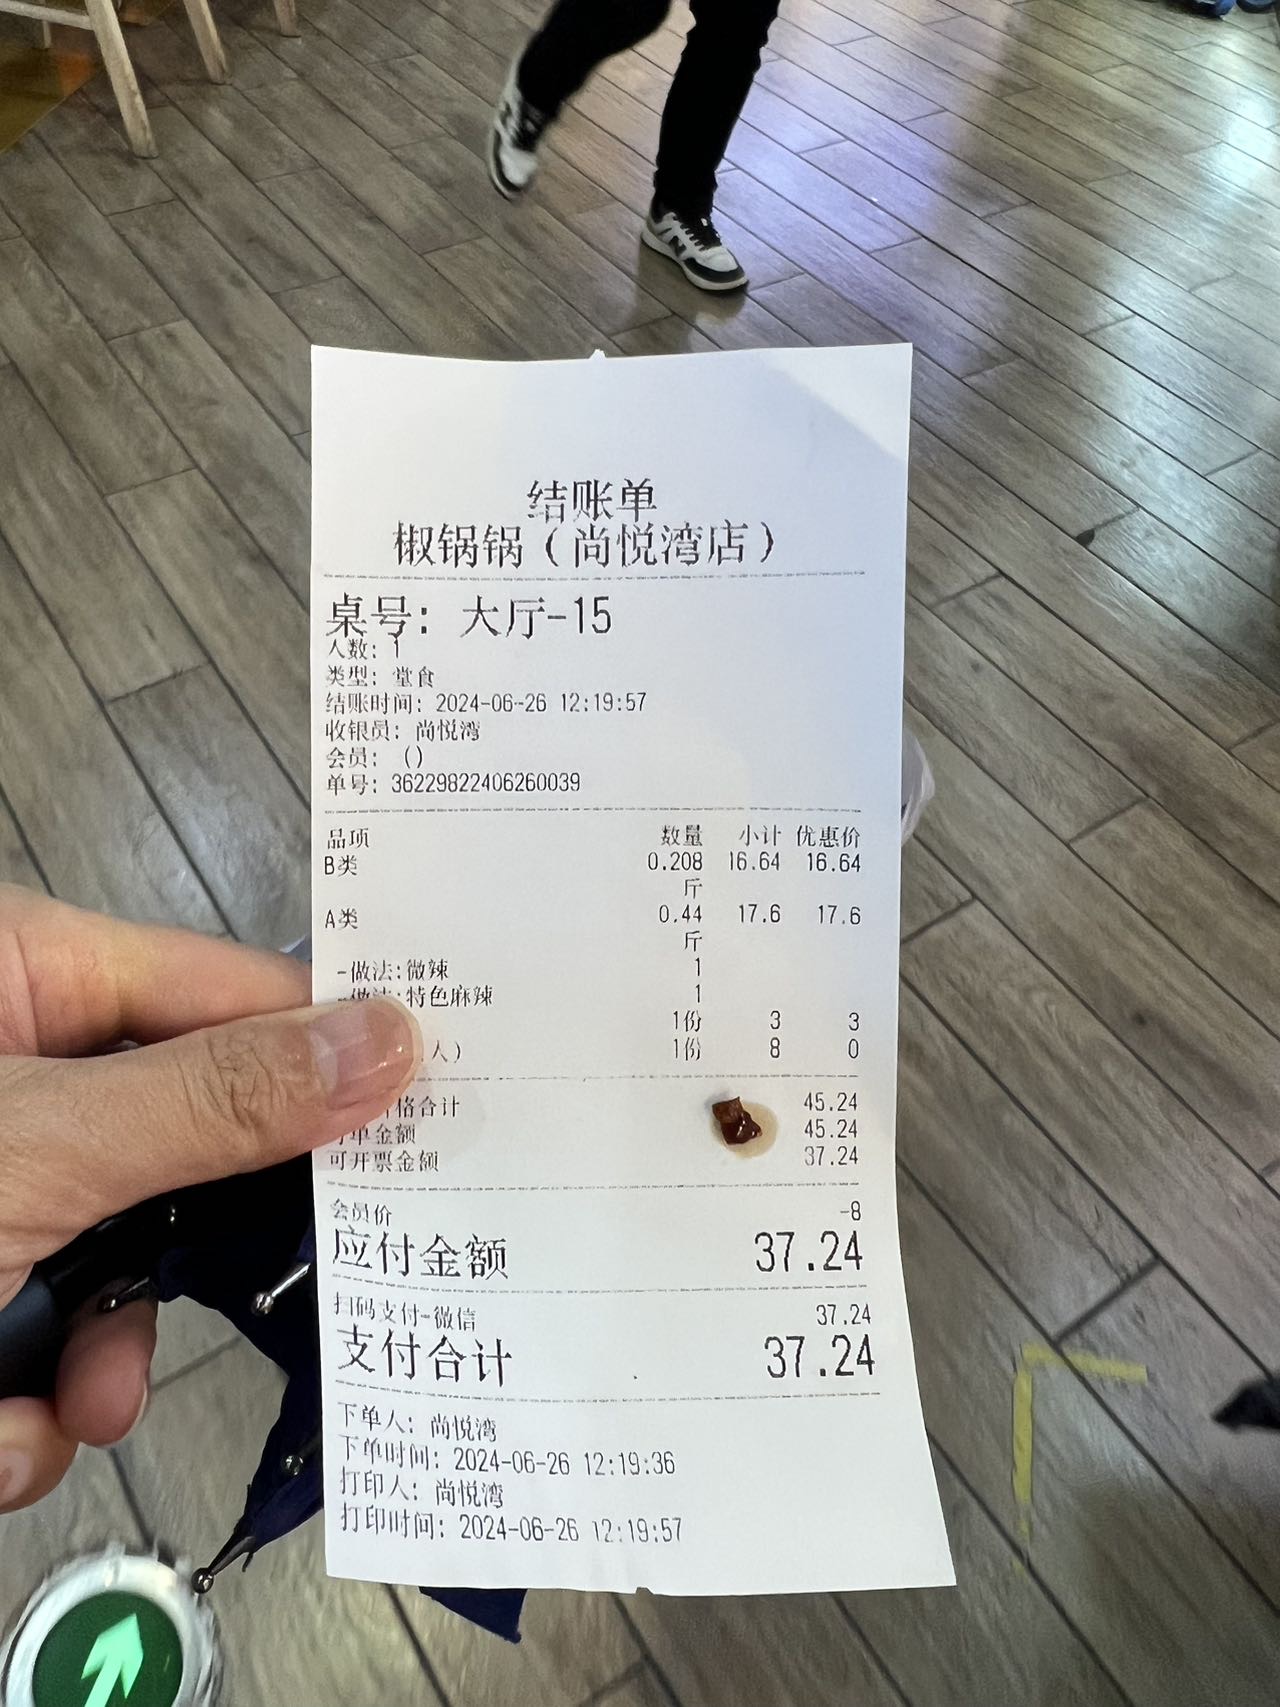 结账单
椒锅锅（尚悦湾店）
桌号： 大厅-15
人数： 1
类型： 堂食
结账时间： 2024-06-26 12:19:57
收银员： 尚悦湾
会员： ()
单号： 36229822406260039
品项 数量 小计 优惠价
B类 0.208 16.64 16.64
斤
A类 0.44 17.6 17.6
斤
-做法:微辣 1
-做法:特色麻辣 1
1份 3 3
人） 1份 8 0
格合计 45.24
单金额 45.24
可开票金额 37.24
会员价 -8
应付金额 37.24
扫码支付-微信 37.24
支付合计 37.24
下单人： 尚悦湾
下单时间： 2024-06-26 12:19:36
打印人： 尚悦湾
打印时间： 2024-06-26 12:19:57